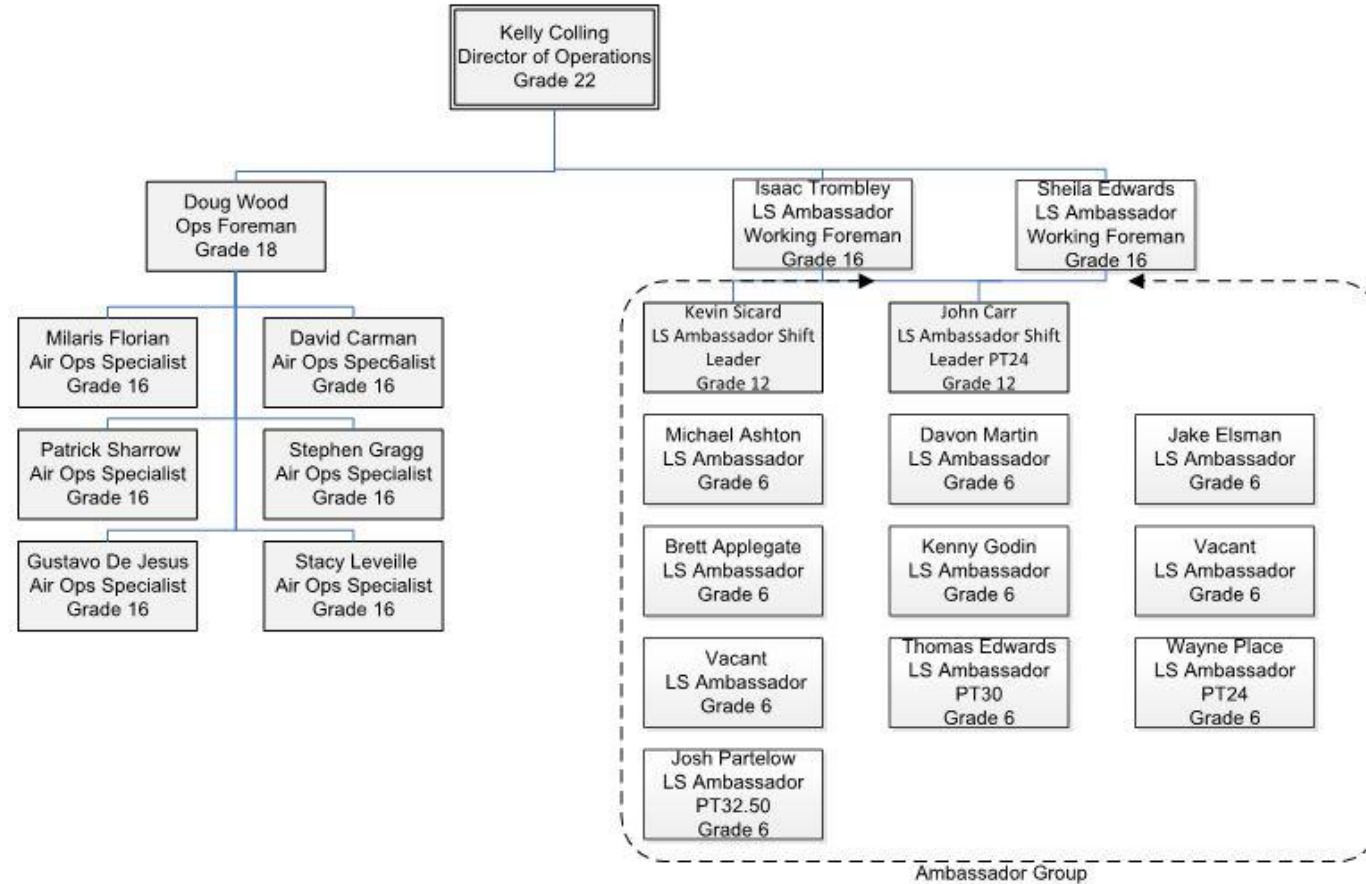 Kelly Colling
Director of Operations
Grade 22
Doug Wood
Ops Foreman
Grade 18
Isaac Trombley
LS Ambassador
Working Foreman
Grade 16
Sheila Edwards
LS Ambassador
Working Foreman
Grade 16
Milaris Florian
Air Ops Specialist
Grade 16
David Carman
Air Ops Spec6alist
Grade 16
Patrick Sharrow
Air Ops Specialist
Grade 16
Stephen Gragg
Air Ops Specialist
Grade 16
Gustavo De Jesus
Air Ops Specialist
Grade 16
Stacy Leveille
Air Ops Specialist
Grade 16
Kevin Sicard
LS Ambassador Shift
Leader
Grade 12
John Carr
LS Ambassador Shift
Leader PT24
Grade 12
Michael Ashton
LS Ambassador
Grade 6
Davon Martin
LS Ambassador
Grade 6
Jake Elsman
LS Ambassador
Grade 6
Brett Applegate
LS Ambassador
Grade 6
Kenny Godin
LS Ambassador
Grade 6
Vacant
LS Ambassador
Grade 6
Vacant
LS Ambassador
Grade 6
Thomas Edwards
LS Ambassador
PT30
Grade 6
Wayne Place
LS Ambassador
PT24
Grade 6
Josh Partelow
LS Ambassador
PT32.50
Grade 6
Ambassador Group